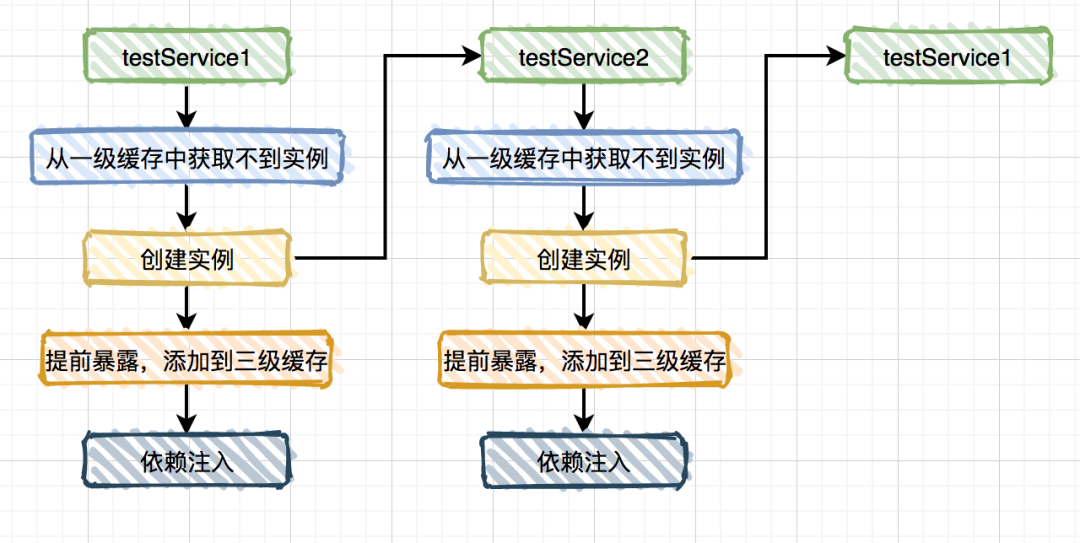 testService1
从一级缓存中获取不到实例
创建实例
提前暴露，添加到三级缓存
依赖注入
testService2
从一级缓存中获取不到实例
创建实例
提前暴露，添加到三级缓存
依赖注入
testService1